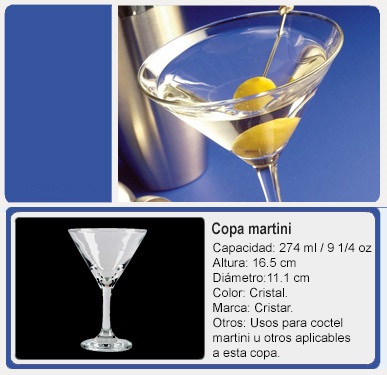 Copa martini
Capacidad: 274 ml / 9 1/4 oz
Altura: 16.5 cm
Diámetro:11.1 cm
Color: Cristal.
Marca: Cristar.
Otros: Usos para coctel
martini u otros aplicables
a esta copa.